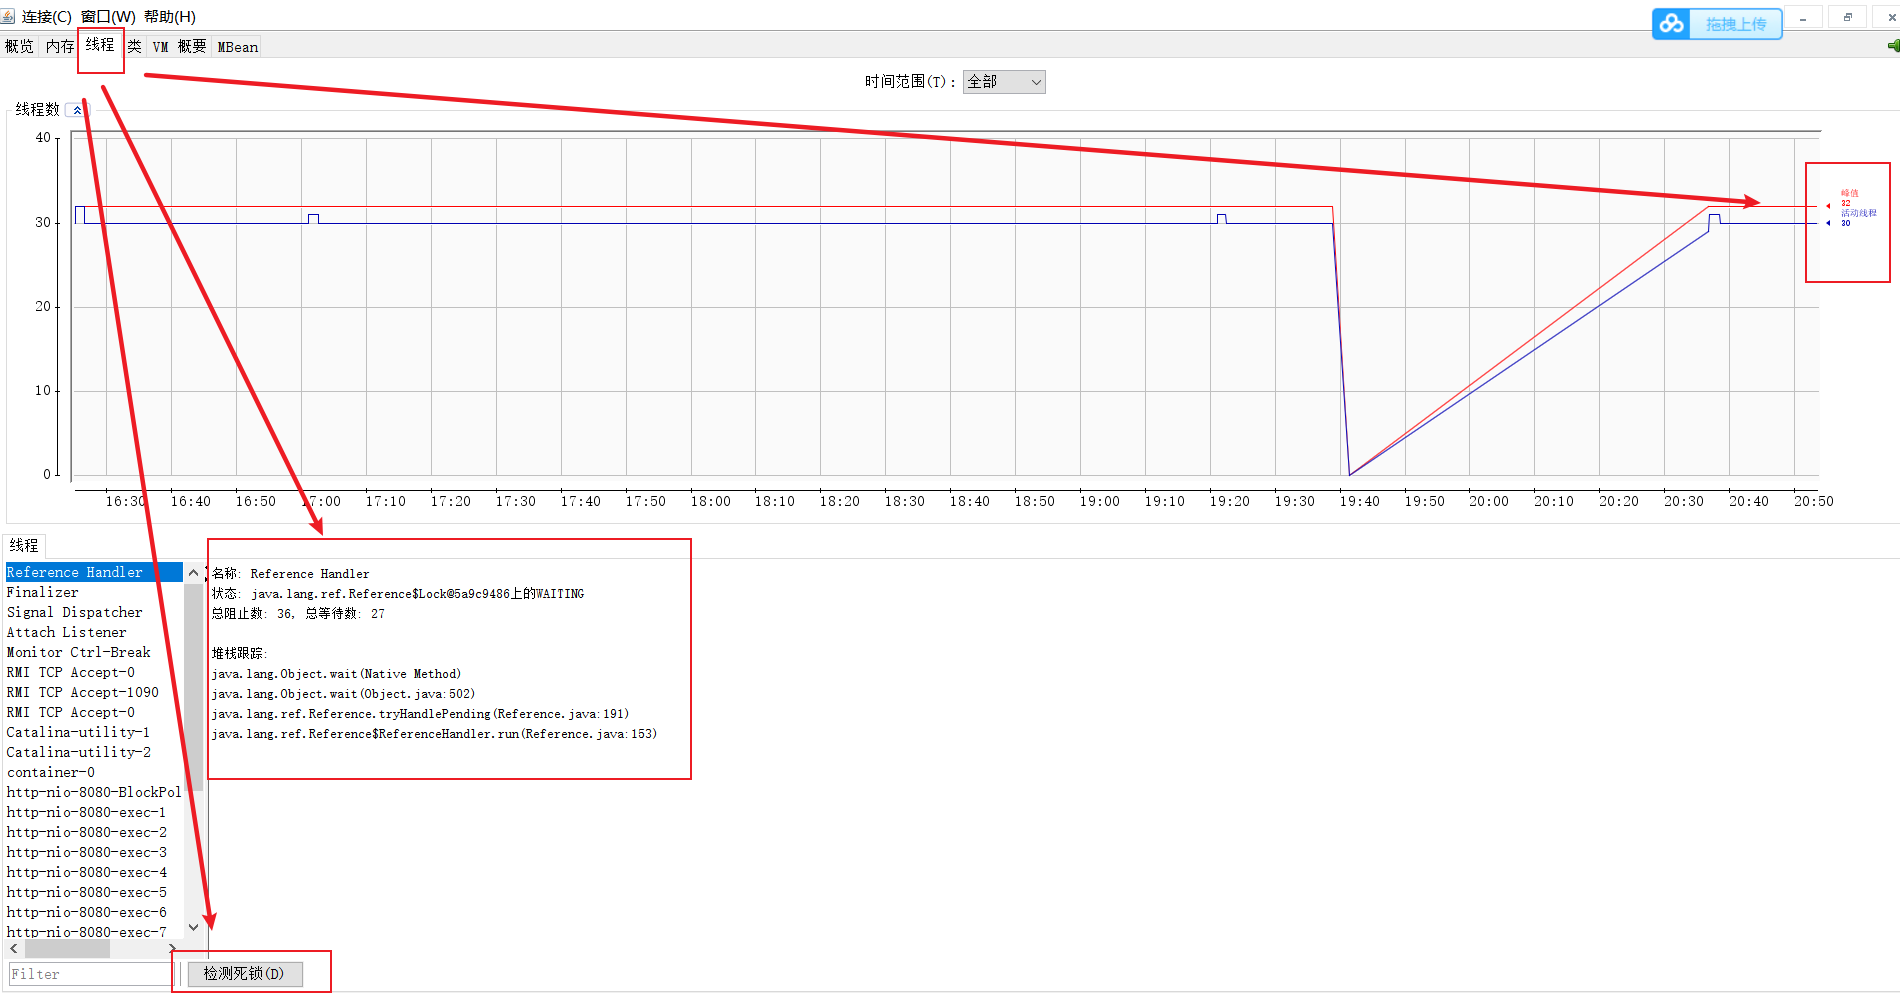 连接(C) 窗口(W) 帮助(H)
拖拽上传
概览 内存 线程 类 VM 概要 MBean
时间范围(T): 全部
线程数
40
30
20
10
0
峰值
32
活动线程
30
16:30 16:40 16:50 17:00 17:10 17:20 17:30 17:40 17:50 18:00 18:10 18:20 18:30 18:40 18:50 19:00 19:10 19:20 19:30 19:40 19:50 20:00 20:10 20:20 20:30 20:40 20:50
线程
Reference Handler
Finalizer
Signal Dispatcher
Attach Listener
Monitor Ctrl-Break
RMI TCP Accept-0
RMI TCP Accept-1090
RMI TCP Accept-0
Catalina-utility-1
Catalina-utility-2
container-0
http-nio-8080-BlockPol
http-nio-8080-exec-1
http-nio-8080-exec-2
http-nio-8080-exec-3
http-nio-8080-exec-4
http-nio-8080-exec-5
http-nio-8080-exec-6
http-nio-8080-exec-7
名称: Reference Handler
状态: java.lang.ref.Reference$Lock@5a9c9486上的WAITING
总阻止数: 36, 总等待数: 27
堆栈跟踪:
java.lang.Object.wait(Native Method)
java.lang.Object.wait(Object.java:502)
java.lang.ref.Reference.tryHandlePending(Reference.java:191)
java.lang.ref.Reference$ReferenceHandler.run(Reference.java:153)
Filter
检测死锁(D)